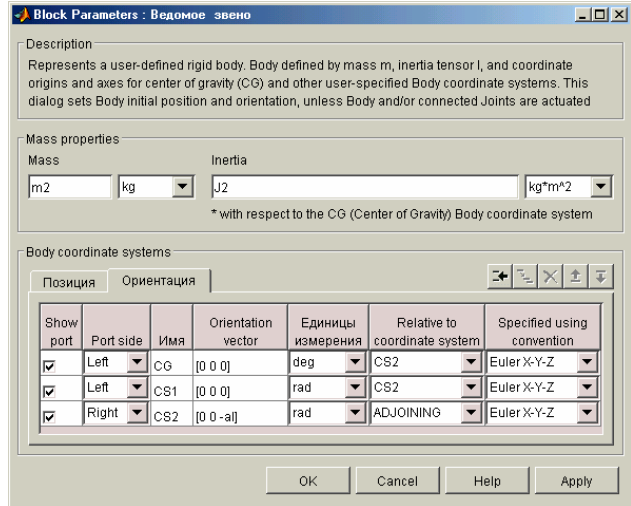 Block Parameters : Ведомое звено
Description
Represents a user-defined rigid body. Body defined by mass m, inertia tensor I, and coordinate
origins and axes for center of gravity (CG) and other user-specified Body coordinate systems. This
dialog sets Body initial position and orientation, unless Body and/or connected Joints are actuated
Mass properties
Mass Inertia
m2 kg J2 kg*m^2
* with respect to the CG (Center of Gravity) Body coordinate system
Body coordinate systems
Позиция Ориентация
Show port Port side Имя Orientation vector Единицы измерения Relative to coordinate system Specified using convention
Left CG [0 0 0] deg CS2 Euler X-Y-Z
Left CS1 [0 0 0] rad CS2 Euler X-Y-Z
Right CS2 [0 0 -al] rad ADJOINING Euler X-Y-Z
OK Cancel Help Apply